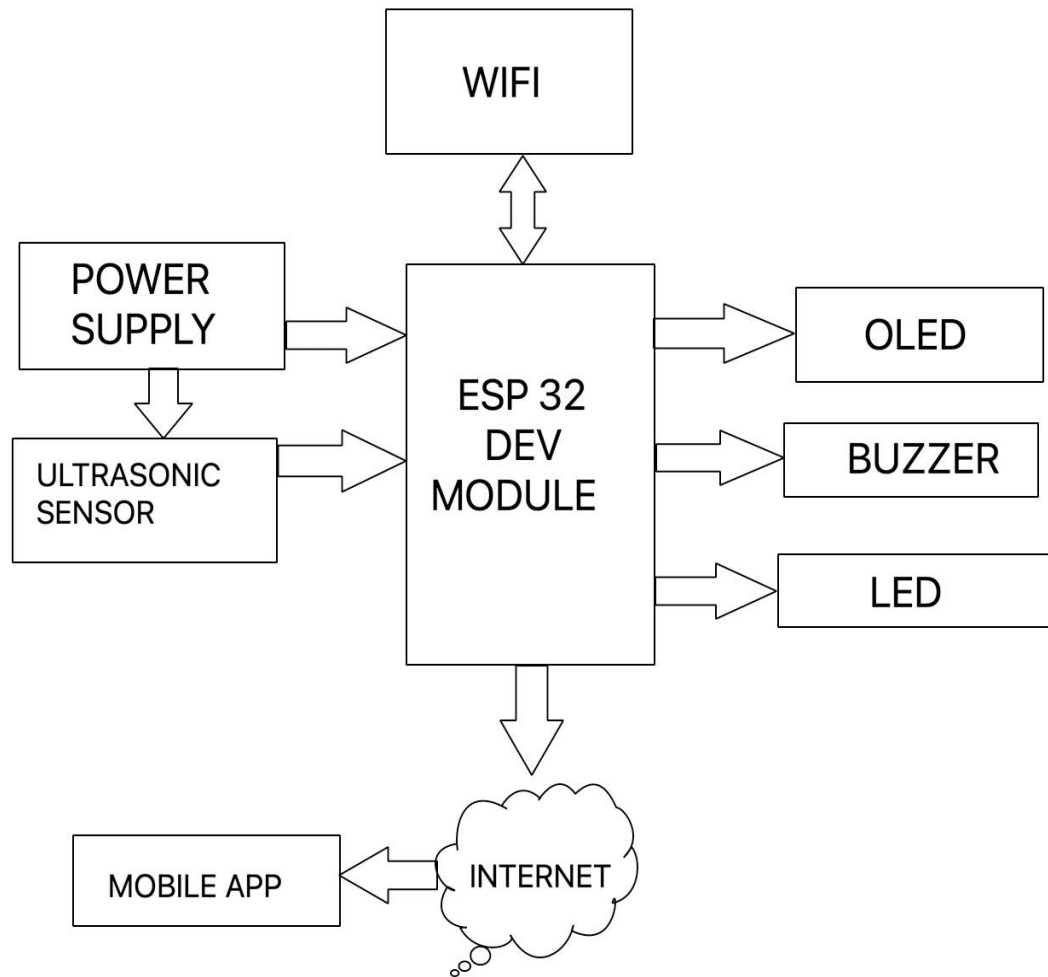 WIFI
POWER
SUPPLY
ULTRASONIC
SENSOR
ESP 32
DEV
MODULE
OLED
BUZZER
LED
INTERNET
MOBILE APP